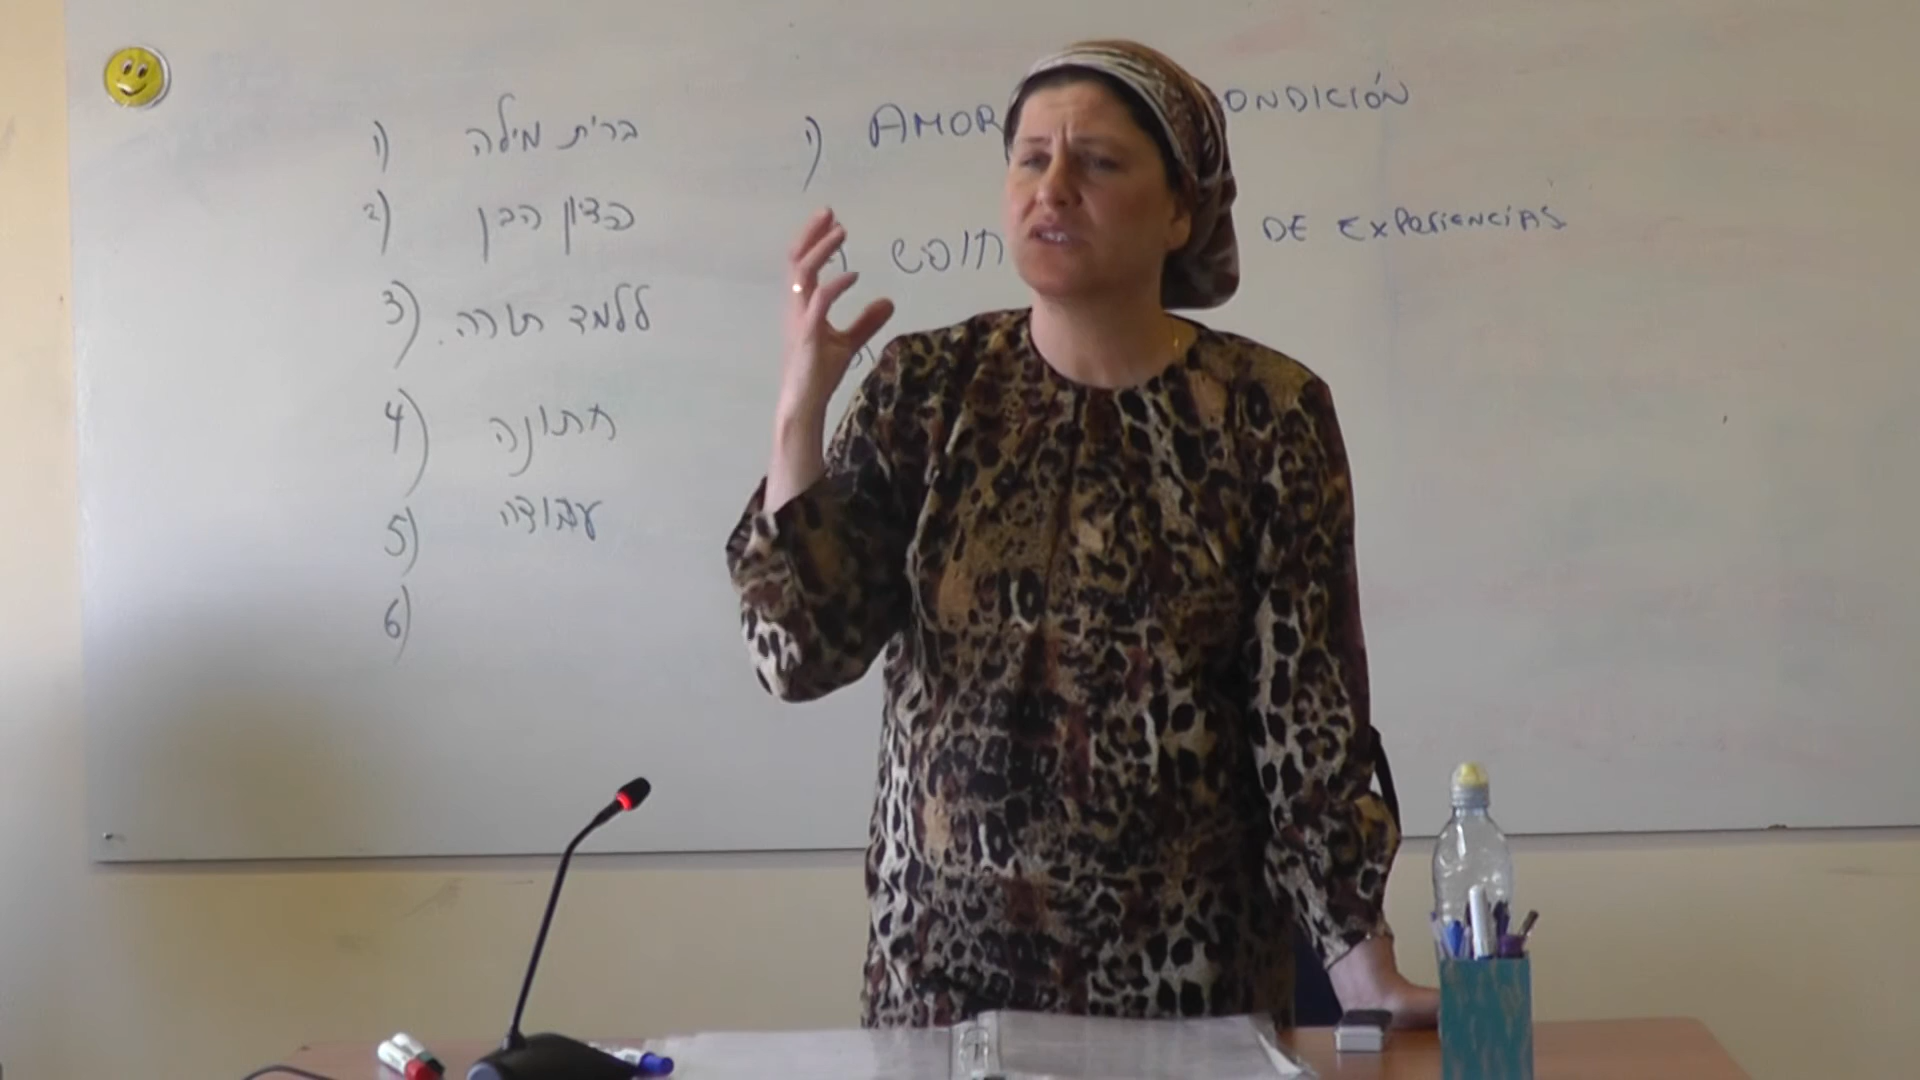 1) ברית מילה
2) פדיון הבן
3) ללמד תורה.
4) חתונה
5) עבודה
6)
1) AMOR ONDICIÓN
חופש DE EXPERIENCIAS